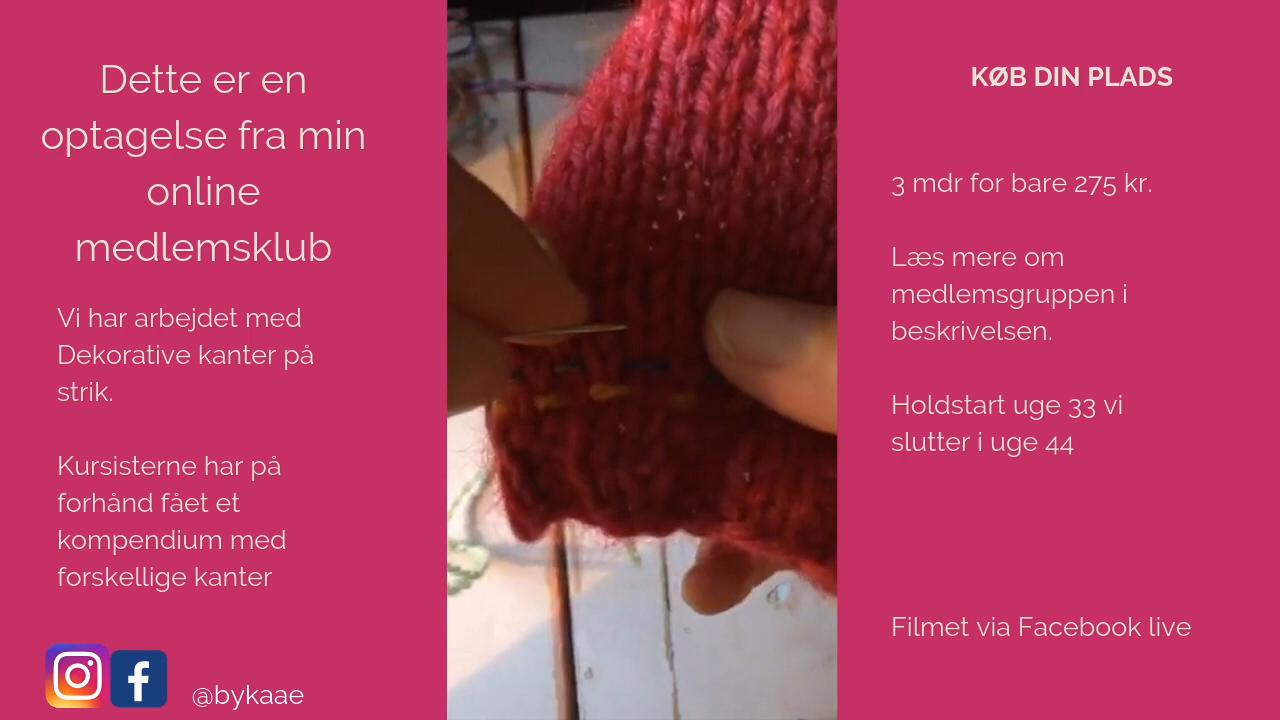 Dette er en
optagelse fra min
online
medlemsklub
Vi har arbejdet med
Dekorative kanter på
strik.
Kursisterne har på
forhånd fået et
kompendium med
forskellige kanter
@bykaae
KØB DIN PLADS
3 mdr for bare 275 kr.
Læs mere om
medlemsgruppen i
beskrivelsen.
Holdstart uge 33 vi
slutter i uge 44
Filmet via Facebook live